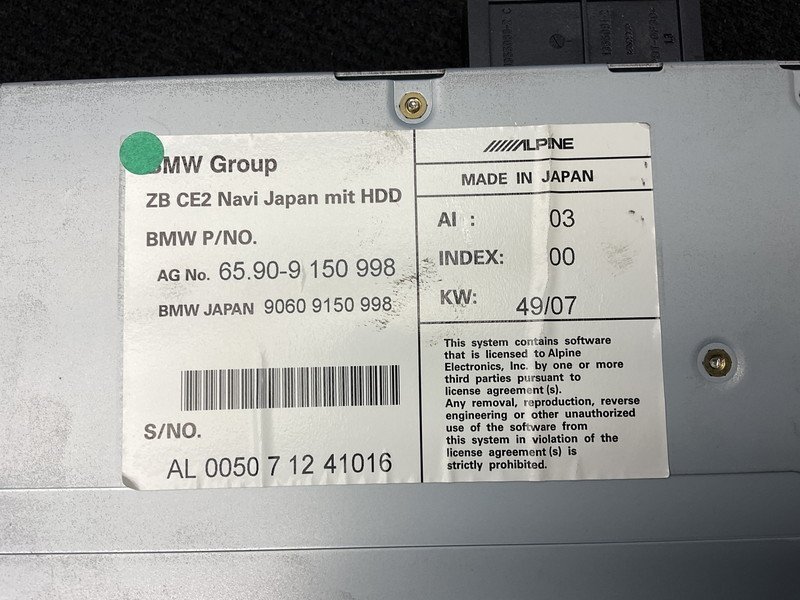 BMW Group
ZB CE2 Navi Japan mit HDD
BMW P/NO.
AG No. 65.90-9 150 998
BMW JAPAN 9060 9150 998
S/NO.
AL 0050 7 12 41016
ALPINE
MADE IN JAPAN
AI : 03
INDEX: 00
KW: 49/07
This system contains software
that is licensed to Alpine
Electronics, Inc. by one or more
third parties pursuant to
license agreement(s).
Any removal, reproduction, reverse
engineering or other unauthorized
use of the software from
this system in violation of the
license agreement(s) is
strictly prohibited.